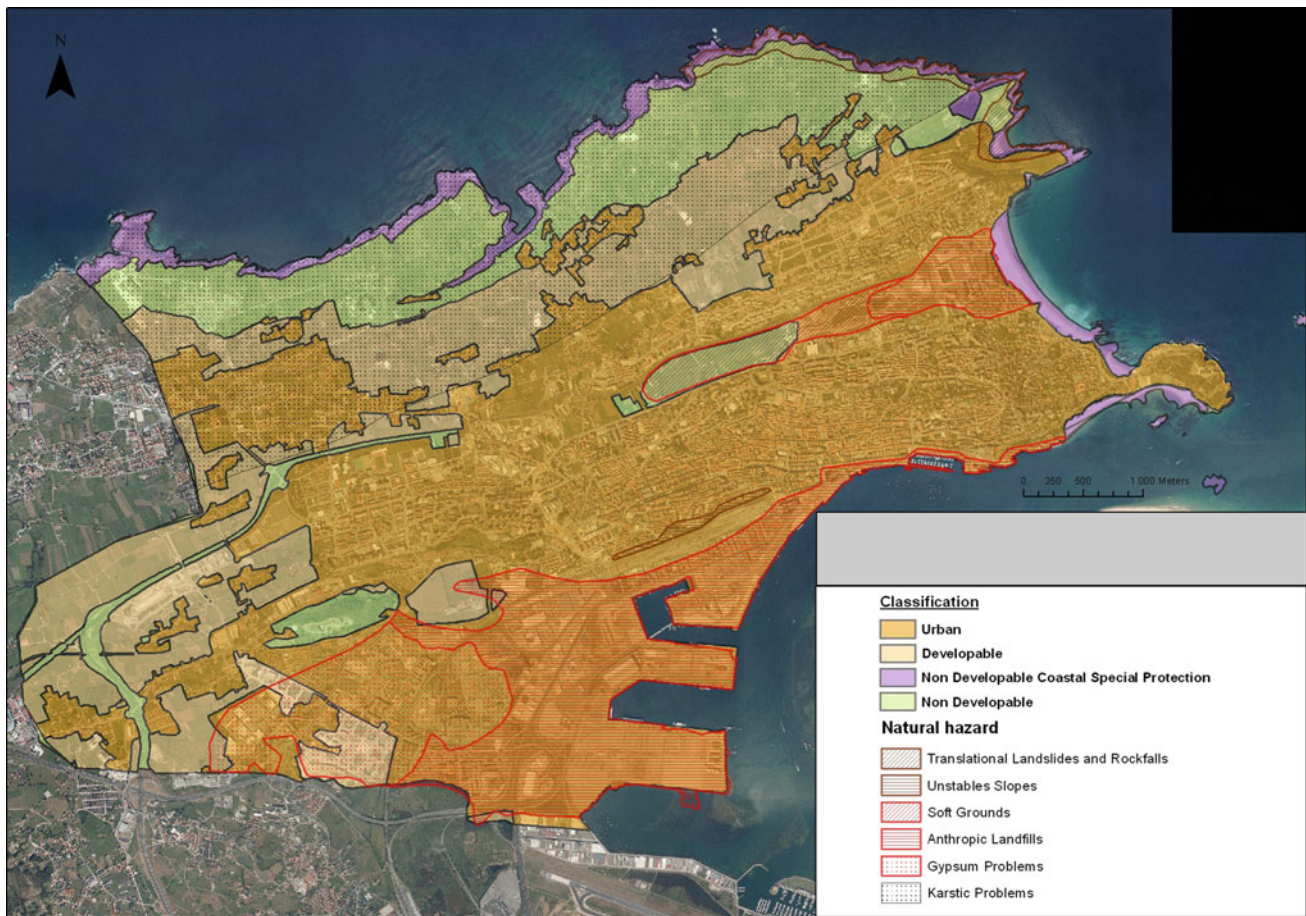 N
0 250 500 1.000 Meters
Classification
Urban
Developable
Non Developable Coastal Special Protection
Non Developable
Natural hazard
Translational Landslides and Rockfalls
Unstables Slopes
Soft Grounds
Anthropic Landfills
Gypsum Problems
Karstic Problems